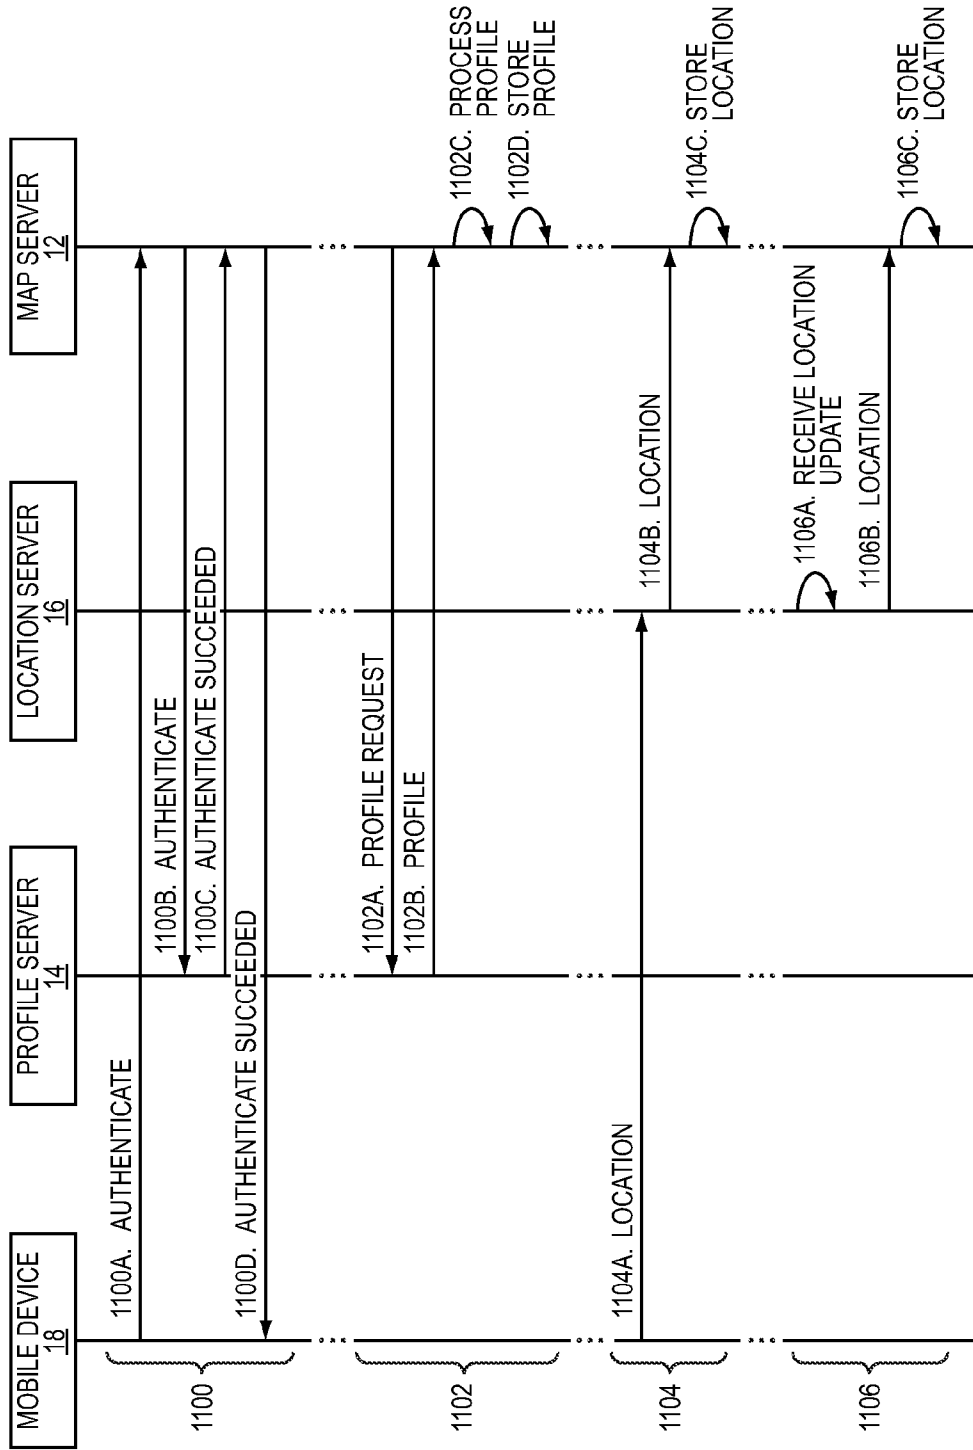 MOBILE DEVICE
18
PROFILE SERVER
14
LOCATION SERVER
16
MAP SERVER
12
1100
1100A. AUTHENTICATE
1100B. AUTHENTICATE
1100C. AUTHENTICATE SUCCEEDED
1100D. AUTHENTICATE SUCCEEDED
1102
1102A. PROFILE REQUEST
1102B. PROFILE
1102C. PROCESS
PROFILE
1102D. STORE
PROFILE
1104
1104A. LOCATION
1104B. LOCATION
1104C. STORE
LOCATION
1106
1106A. RECEIVE LOCATION
UPDATE
1106B. LOCATION
1106C. STORE
LOCATION